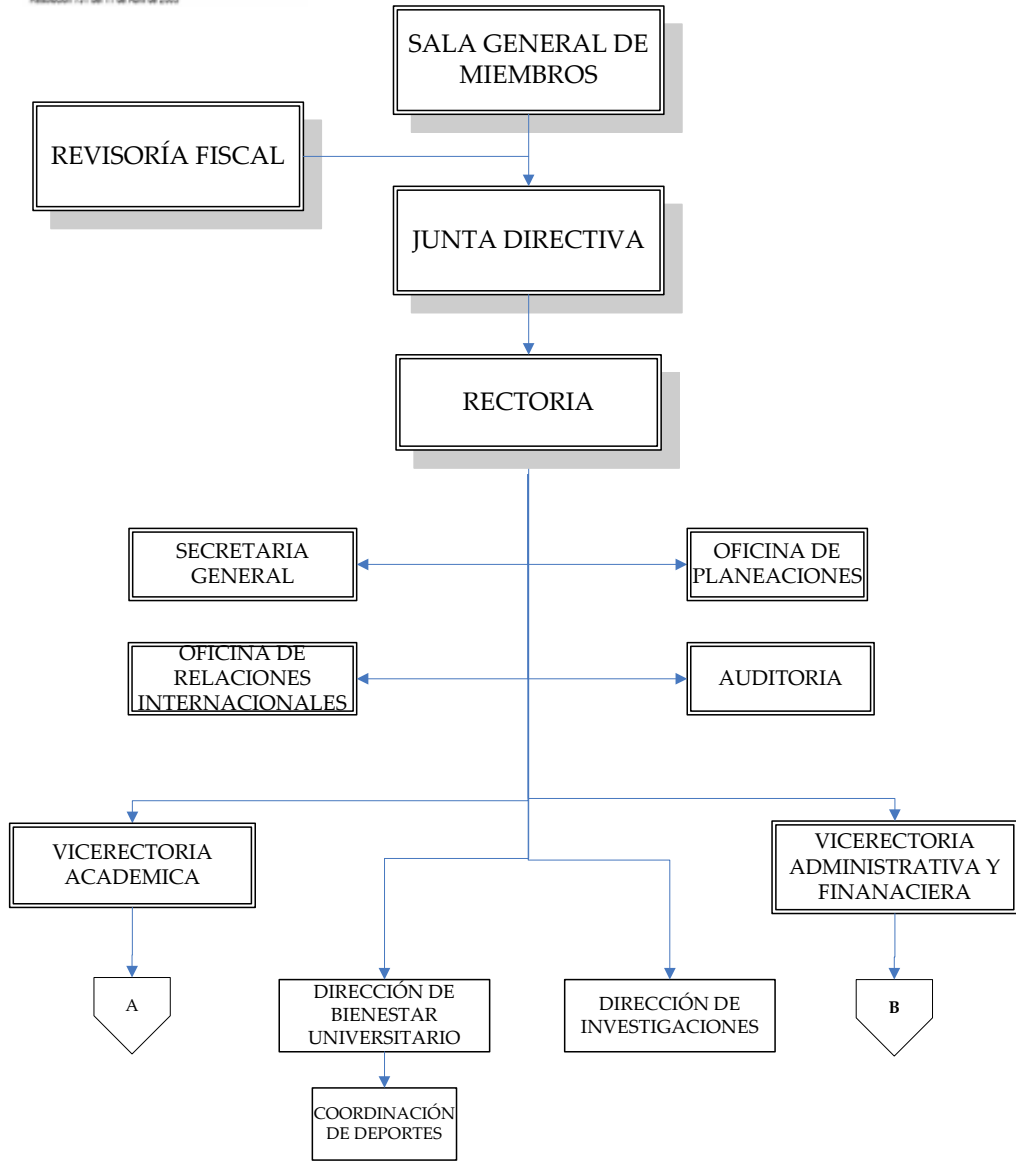 SALA GENERAL DE
MIEMBROS
REVISORÍA FISCAL
JUNTA DIRECTIVA
RECTORIA
SECRETARIA
GENERAL
OFICINA DE
PLANEACIONES
OFICINA DE
RELACIONES
INTERNACIONALES
AUDITORIA
VICERECTORIA
ACADEMICA
VICERECTORIA
ADMINISTRATIVA Y
FINANACIERA
A
DIRECCIÓN DE
BIENESTAR
UNIVERSITARIO
DIRECCIÓN DE
INVESTIGACIONES
B
COORDINACIÓN
DE DEPORTES